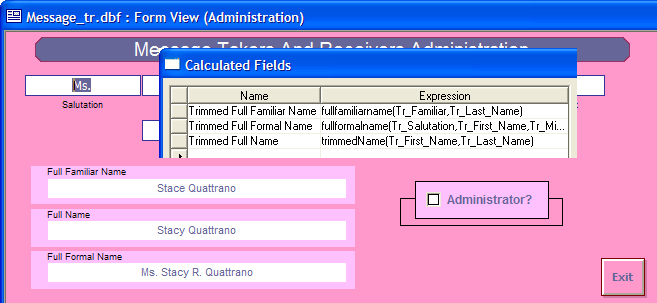 Message_tr.dbf : Form View (Administration)
Message Takers And Receivers Administration
Calculated Fields
Ms.
Salutation
Name Expression
Trimmed Full Familiar Name fullfamiliarname(Tr_Familiar,Tr_Last_Name)
Trimmed Full Formal Name fullformalname(Tr_Salutation,Tr_First_Name,Tr_Mi...
Trimmed Full Name trimmedName(Tr_First_Name,Tr_Last_Name)
Full Familiar Name
Stace Quattrano
Administrator?
Full Name
Stacy Quattrano
Full Formal Name
Ms. Stacy R. Quattrano
Exit